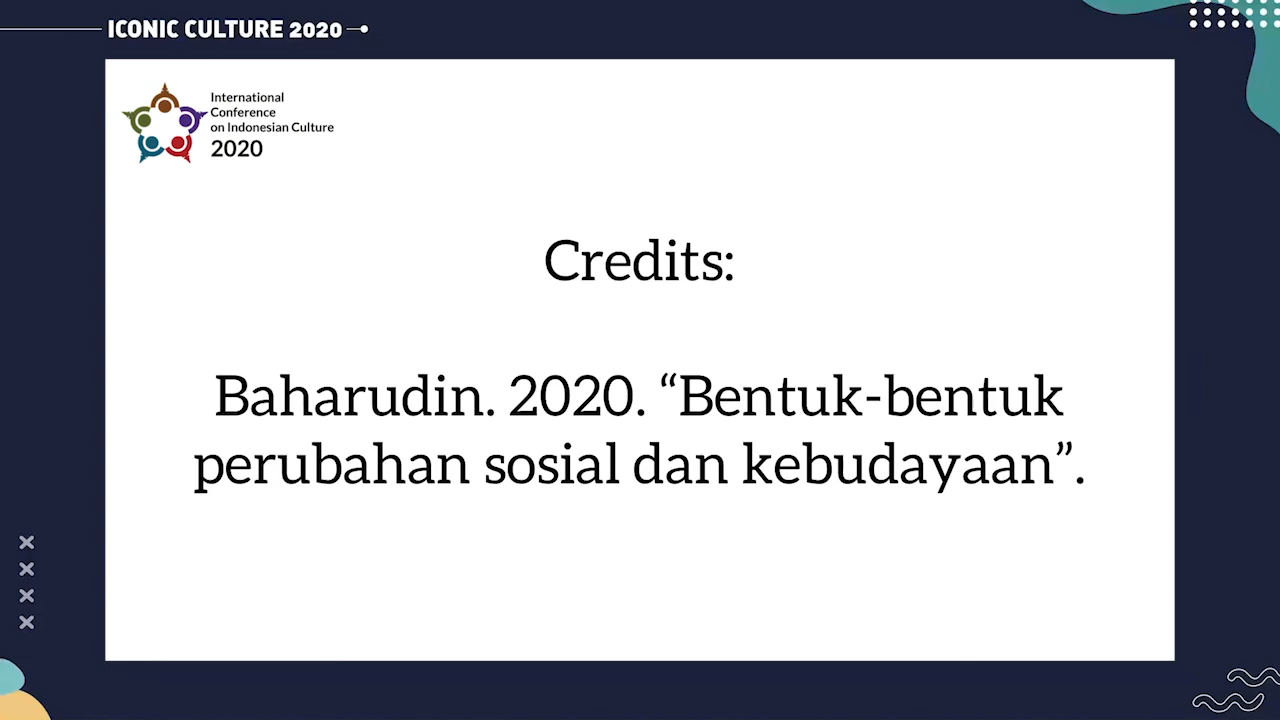 ICONIC CULTURE 2020
International
Conference
on Indonesian Culture
2020
Credits:
Baharudin. 2020. “Bentuk-bentuk
perubahan sosial dan kebudayaan”.